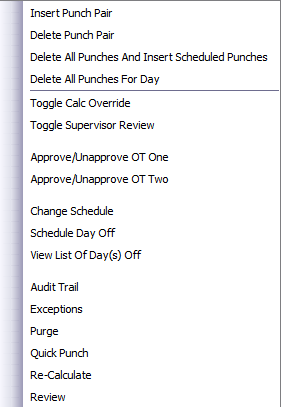 Insert Punch Pair
Delete Punch Pair
Delete All Punches And Insert Scheduled Punches
Delete All Punches For Day
Toggle Calc Override
Toggle Supervisor Review
Approve/Unapprove OT One
Approve/Unapprove OT Two
Change Schedule
Schedule Day Off
View List Of Day(s) Off
Audit Trail
Exceptions
Purge
Quick Punch
Re-Calculate
Review